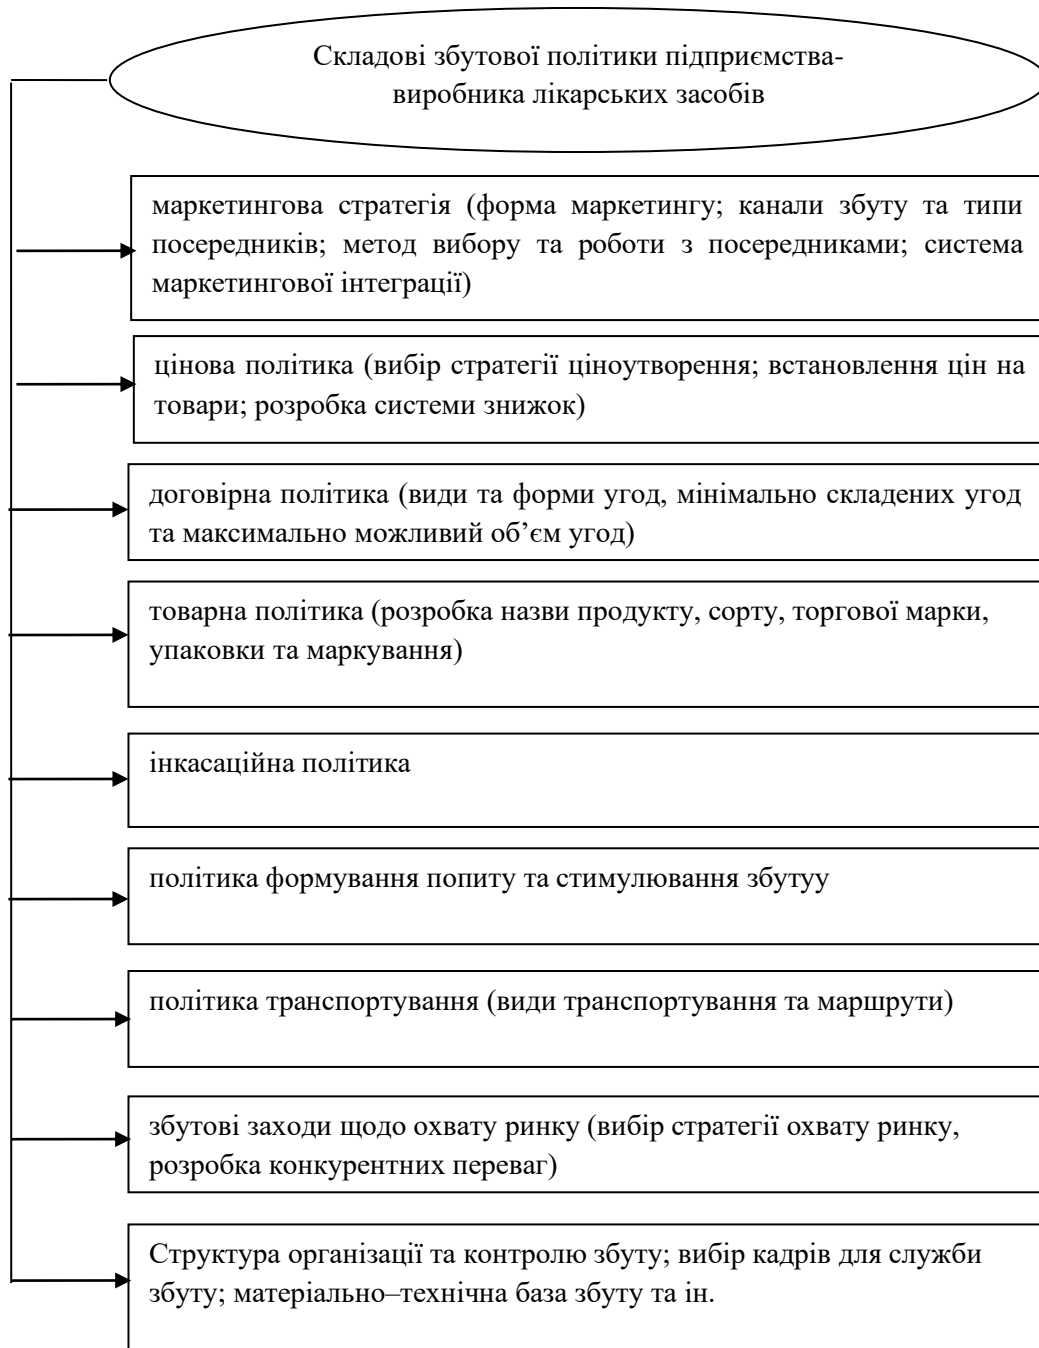 Складові збутової політики підприємства-
виробника лікарських засобів
маркетингова стратегія (форма маркетингу; канали збуту та типи
посередників; метод вибору та роботи з посередниками; система
маркетингової інтеграції)
цінова політика (вибір стратегії ціноутворення; встановлення цін на
товари; розробка системи знижок)
договірна політика (види та форми угод, мінімально складених угод
та максимально можливий об’єм угод)
товарна політика (розробка назви продукту, сорту, торгової марки,
упаковки та маркування)
інкасаційна політика
політика формування попиту та стимулювання збутуу
політика транспортування (види транспортування та маршрути)
збутові заходи щодо охвату ринку (вибір стратегії охвату ринку,
розробка конкурентних переваг)
Структура організації та контролю збуту; вибір кадрів для служби
збуту; матеріально–технічна база збуту та ін.